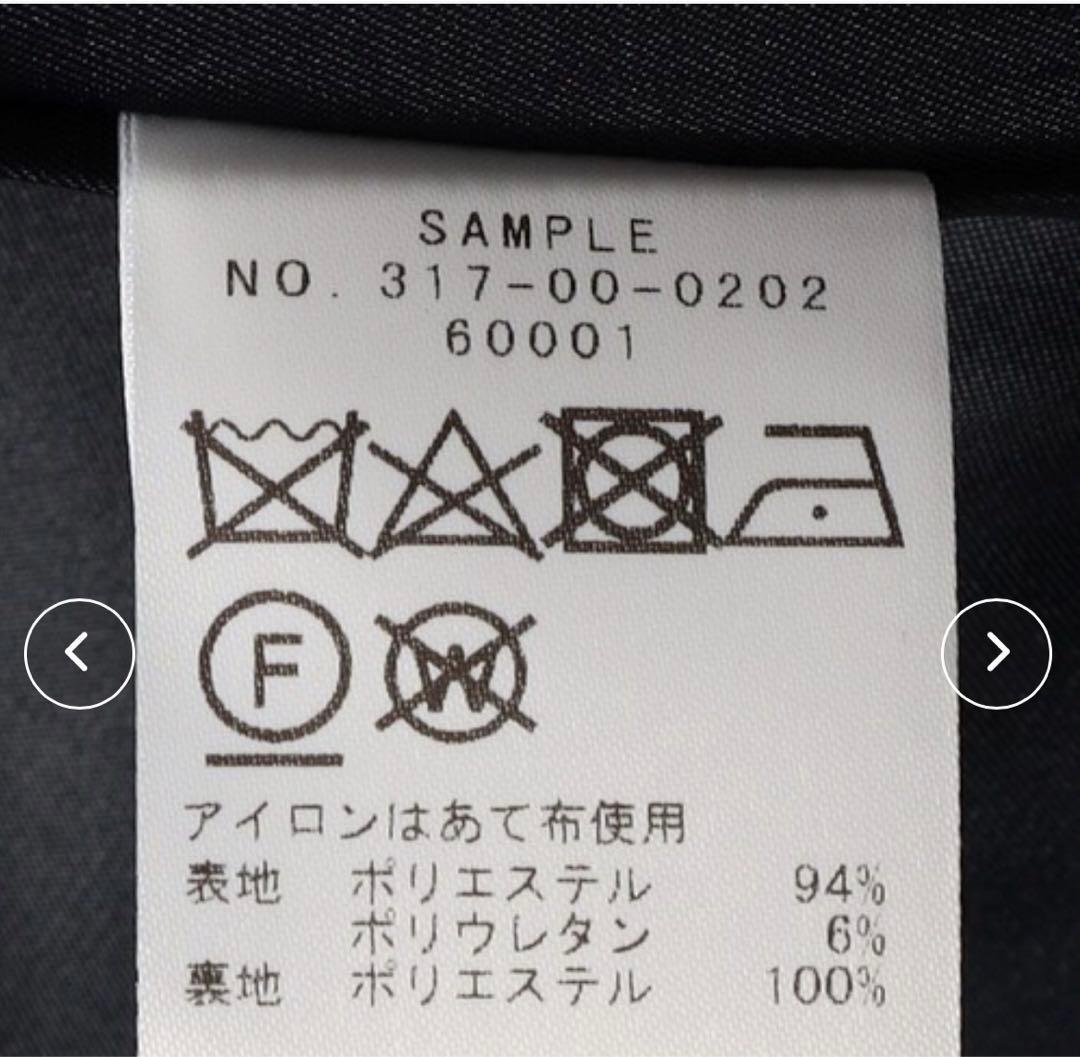 SAMPLE
NO. 317-00-0202
60001
F
W
アイロンはあて布使用
表地 ポリエステル 94%
ポリウレタン 6%
裏地 ポリエステル 100%